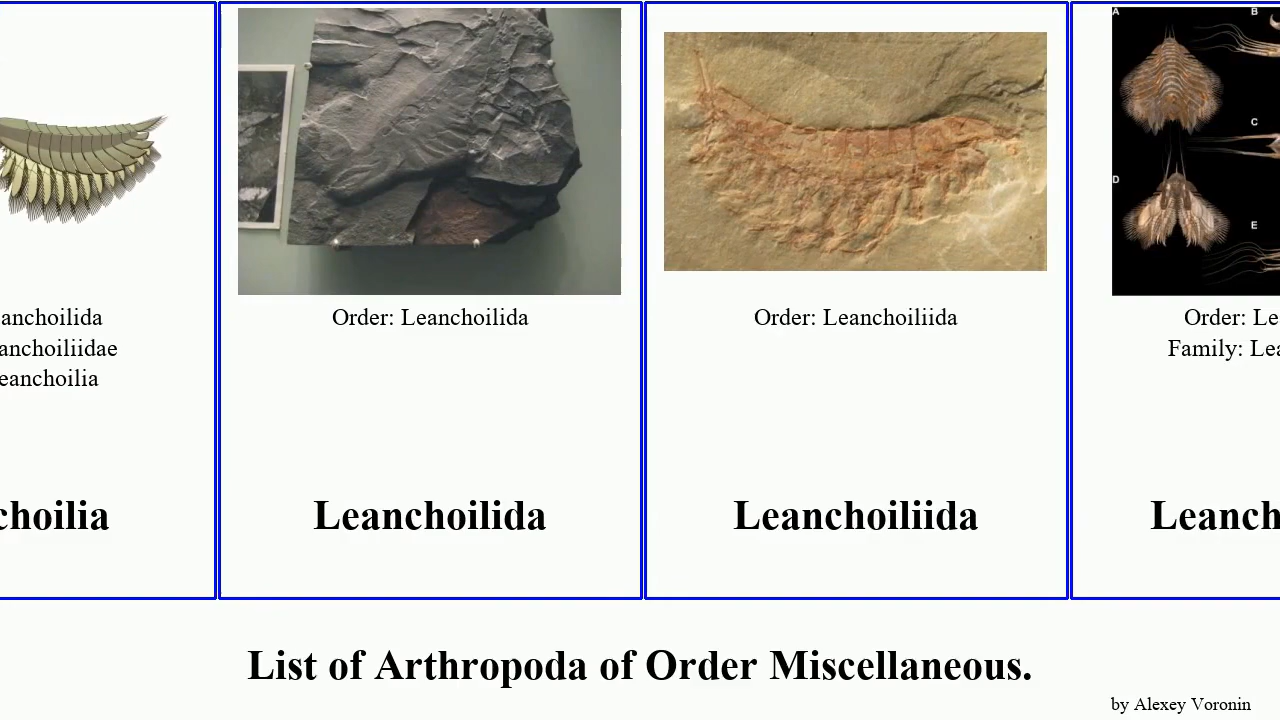 anchoilida
anchoiliidae
eanchoilia
choilia
Order: Leanchoilida
Leanchoilida
Order: Leanchoiliida
Leanchoiliida
A
B
C
D
E
Order: Le
Family: Lea
Leanch
List of Arthropoda of Order Miscellaneous.
by Alexey Voronin